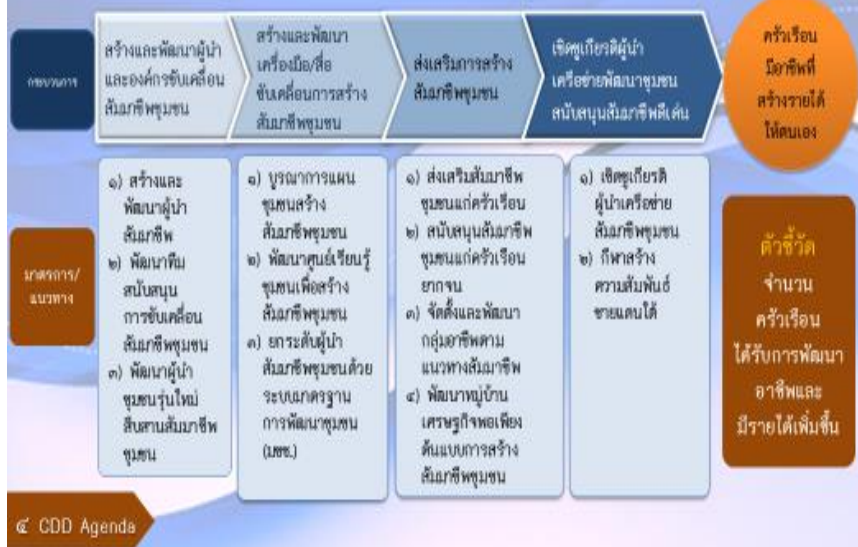 กระบวนการ
สร้างและพัฒนาผู้นำ
และองค์กรขับเคลื่อน
สัมมาชีพชุมชน
สร้างและพัฒนา
เครื่องมือ/สื่อ
ขับเคลื่อนการสร้าง
สัมมาชีพชุมชน
ส่งเสริมการสร้าง
สัมมาชีพชุมชน
เชิดชูเกียรติผู้นำ
เครือข่ายพัฒนาชุมชน
สนับสนุนสัมมาชีพดีเด่น
ครัวเรือน
มีอาชีพที่
สร้างรายได้
ให้ตนเอง
มาตรการ/
แนวทาง
๑) สร้างและ
พัฒนาผู้นำ
สัมมาชีพ
๒) พัฒนาทีม
สนับสนุน
การขับเคลื่อน
สัมมาชีพชุมชน
๓) พัฒนาผู้นำ
ชุมชนรุ่นใหม่
สืบสานสัมมาชีพ
ชุมชน
๑) บูรณาการแผน
ชุมชนสร้าง
สัมมาชีพชุมชน
๒) พัฒนาศูนย์เรียนรู้
ชุมชนเพื่อสร้าง
สัมมาชีพชุมชน
๓) ยกระดับผู้นำ
สัมมาชีพชุมชนด้วย
ระบบมาตรฐาน
การพัฒนาชุมชน
(มชช.)
๑) ส่งเสริมสัมมาชีพ
ชุมชนแก่ครัวเรือน
๒) สนับสนุนสัมมาชีพ
ชุมชนแก่ครัวเรือน
ยากจน
๓) จัดตั้งและพัฒนา
กลุ่มอาชีพตาม
แนวทางสัมมาชีพ
๔) พัฒนาหมู่บ้าน
เศรษฐกิจพอเพียง
ต้นแบบการสร้าง
สัมมาชีพชุมชน
๑) เชิดชูเกียรติ
ผู้นำเครือข่าย
สัมมาชีพชุมชน
๒) กีฬาสร้าง
ความสัมพันธ์
ชายแดนใต้
ตัวชี้วัด
จำนวน
ครัวเรือน
ได้รับการพัฒนา
อาชีพและ
มีรายได้เพิ่มขึ้น
๔ CDD Agenda